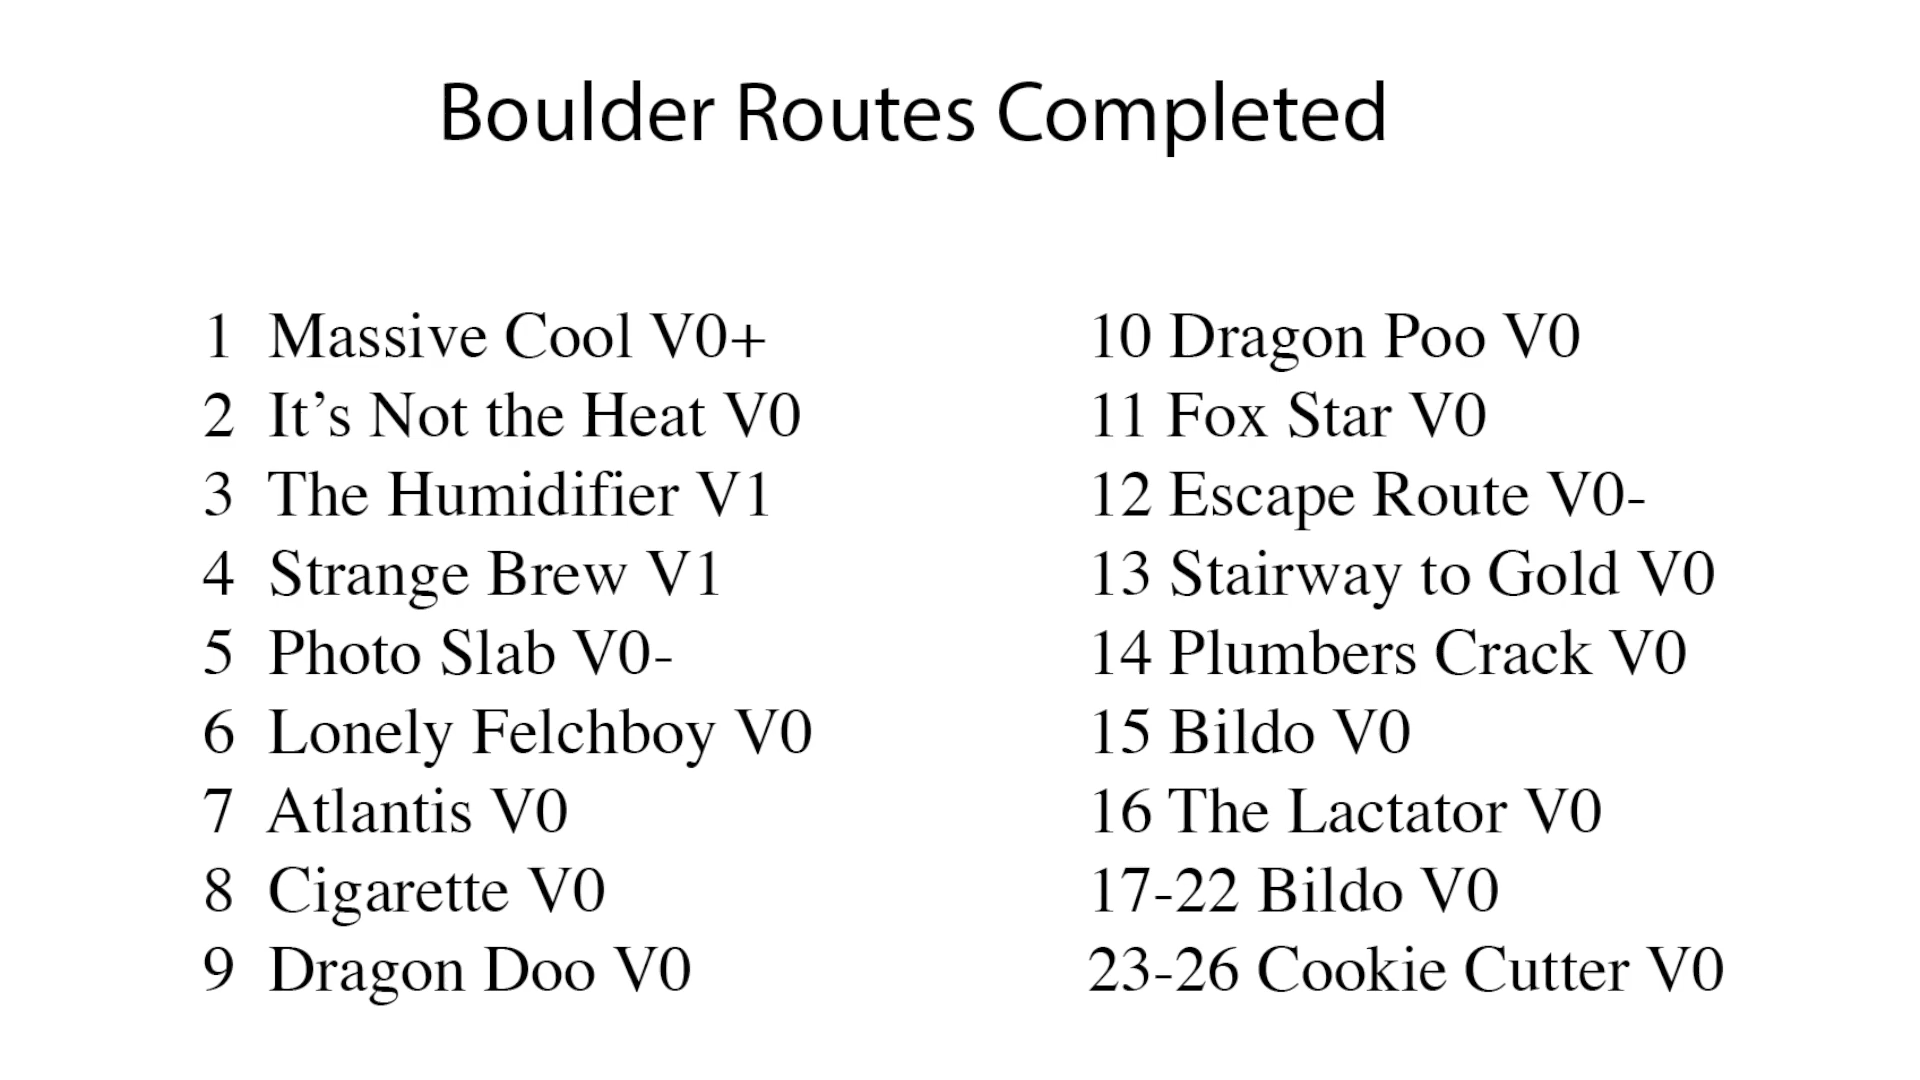 Boulder Routes Completed
1 Massive Cool V0+
2 It’s Not the Heat V0
3 The Humidifier V1
4 Strange Brew V1
5 Photo Slab V0-
6 Lonely Felchboy V0
7 Atlantis V0
8 Cigarette V0
9 Dragon Doo V0
10 Dragon Poo V0
11 Fox Star V0
12 Escape Route V0-
13 Stairway to Gold V0
14 Plumbers Crack V0
15 Bildo V0
16 The Lactator V0
17-22 Bildo V0
23-26 Cookie Cutter V0